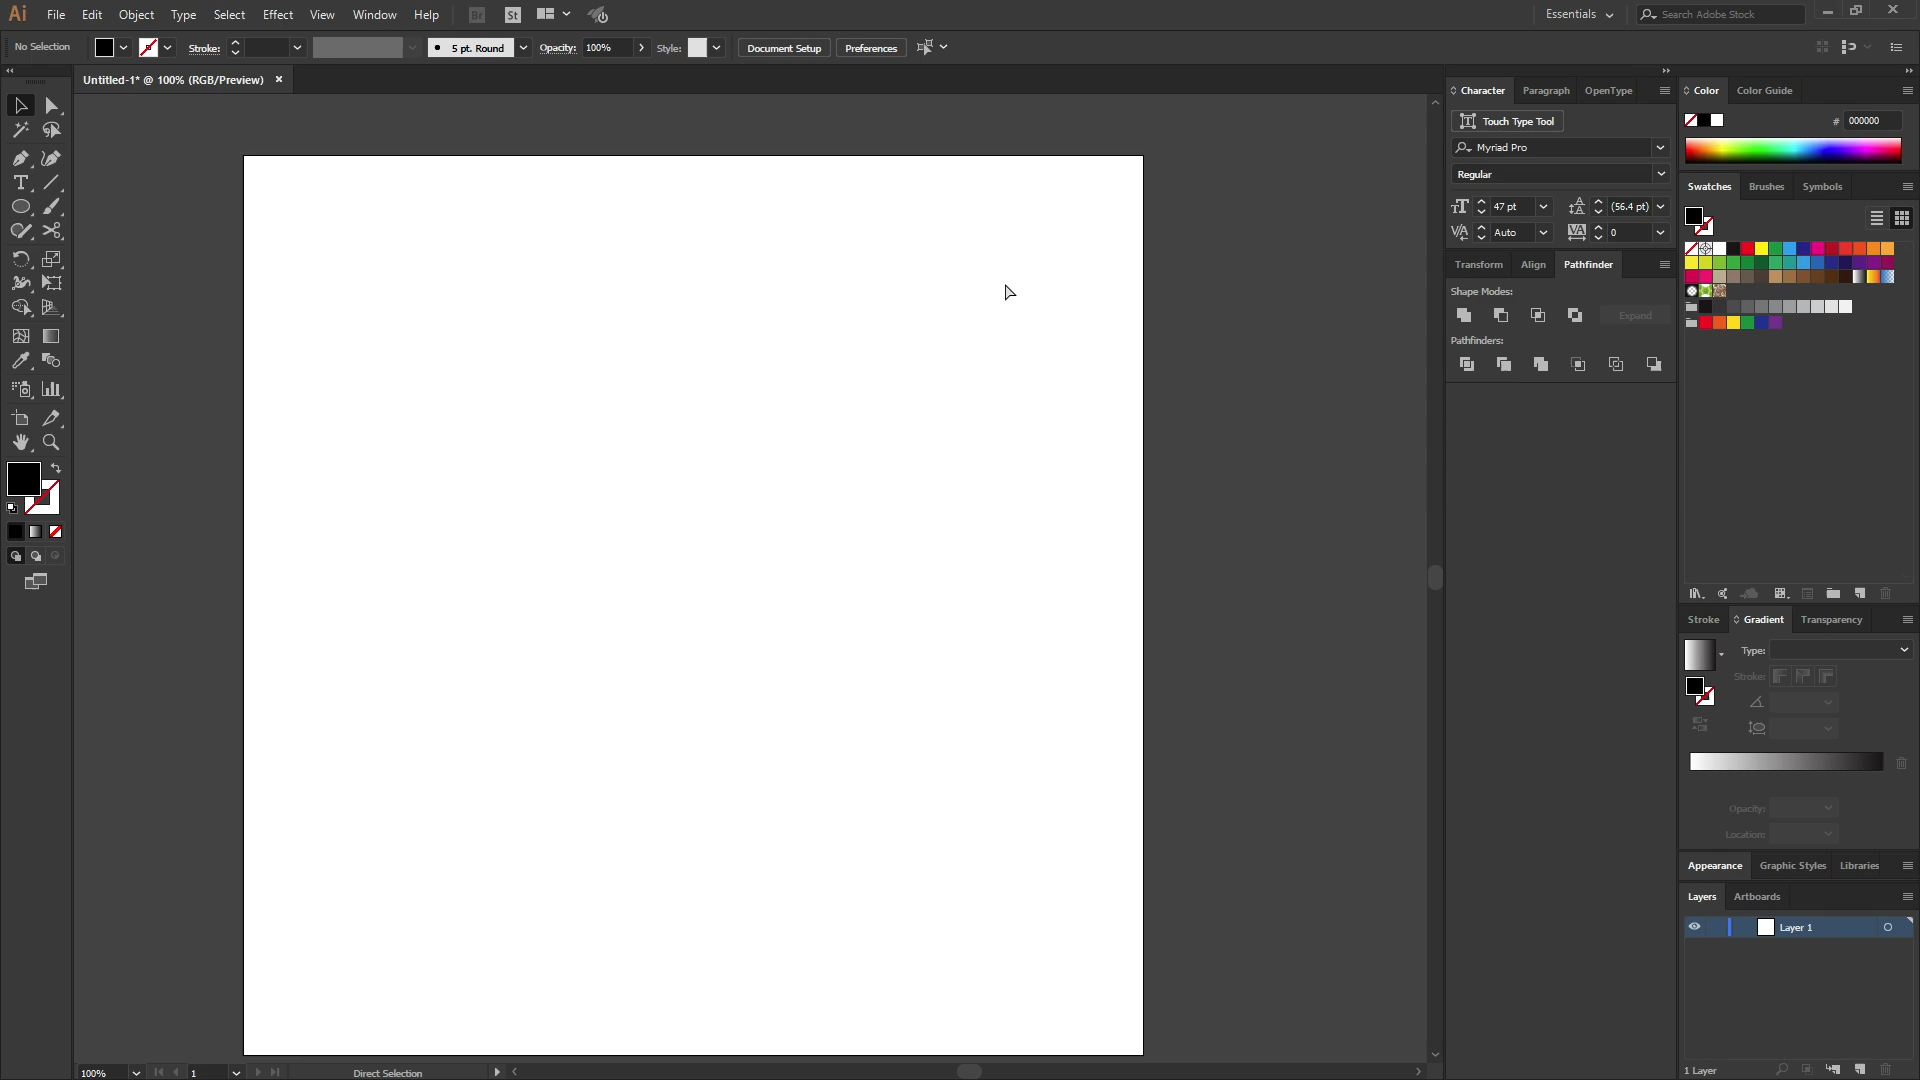 Ai File Edit Object Type Select Effect View Window Help Br St Essentials Search Adobe Stock
No Selection Stroke: 5 pt. Round Opacity: 100% Style: Document Setup Preferences
Untitled-1* @ 100% (RGB/Preview)
Character Paragraph OpenType
Touch Type Tool
Myriad Pro
Regular
47 pt (56.4 pt)
Auto 0
Transform Align Pathfinder
Shape Modes:
Expand
Pathfinders:
Color Color Guide
# 000000
Swatches Brushes Symbols
Stroke Gradient Transparency
Type:
Stroke:
Opacity:
Location:
Appearance Graphic Styles Libraries
Layers Artboards
Layer 1
1 Layer
100% 1 Direct Selection